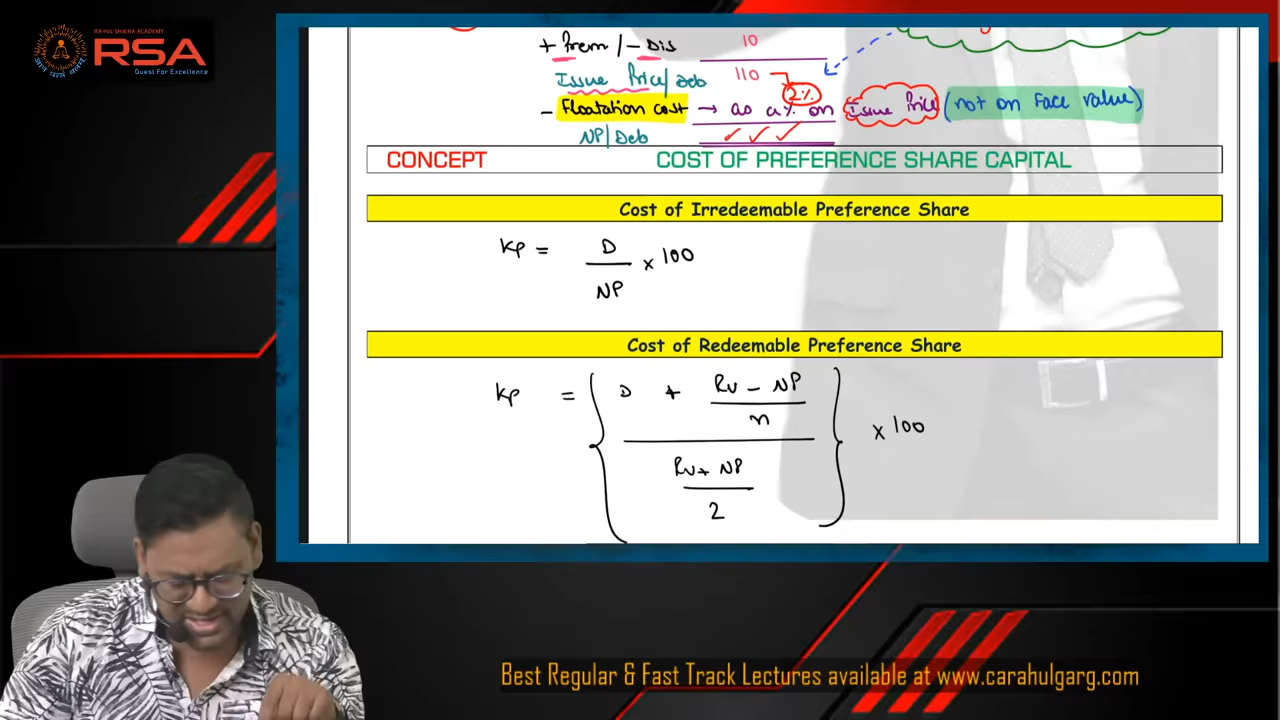 RAHUL SHIKHA ACADEMY
RSA
Quest For Excellence
+ Prem / - Dis 10
Issue Price/Deb 110
2%
- Floatation cost → as a % on Issue Price (not on Face value)
NP/Deb ✓ ✓ ✓
CONCEPT COST OF PREFERENCE SHARE CAPITAL
Cost of Irredeemable Preference Share
Kp = D / NP × 100
Cost of Redeemable Preference Share
Kp = { D + RV - NP / n
RV + NP / 2 } × 100
Best Regular & Fast Track Lectures available at www.carahulgarg.com